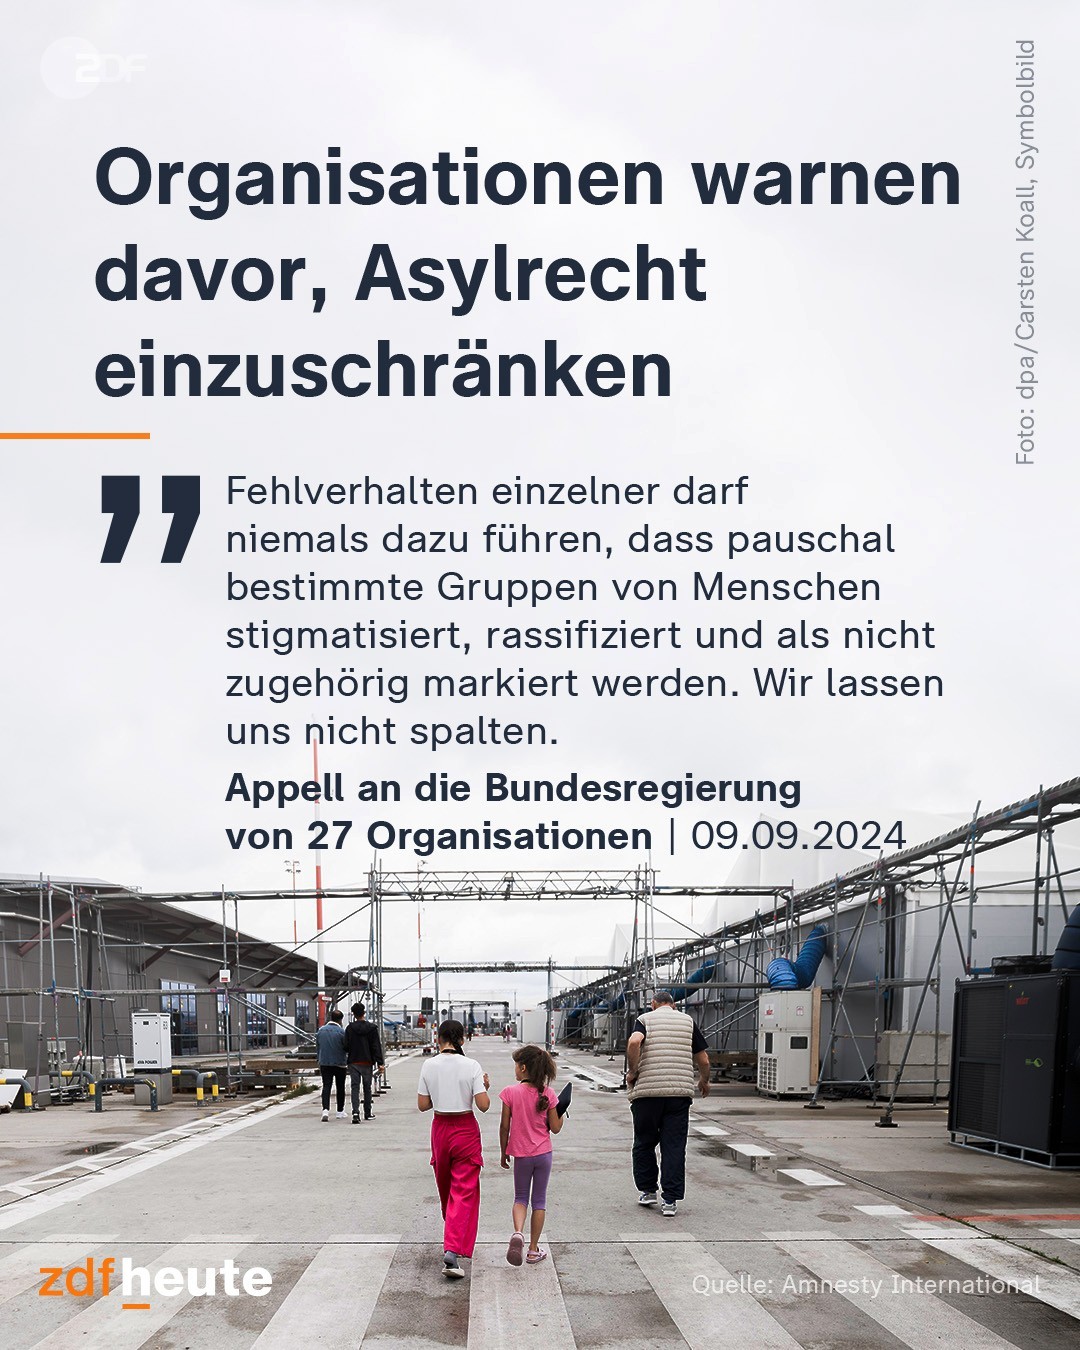 ZDF
Foto: dpa/Carsten Koall, Symbolbild
Organisationen warnen
davor, Asylrecht
einzuschränken
”
Fehlverhalten einzelner darf
niemals dazu führen, dass pauschal
bestimmte Gruppen von Menschen
stigmatisiert, rassifiziert und als nicht
zugehörig markiert werden. Wir lassen
uns nicht spalten.
Appell an die Bundesregierung
von 27 Organisationen | 09.09.2024
zdfheute
Quelle: Amnesty International